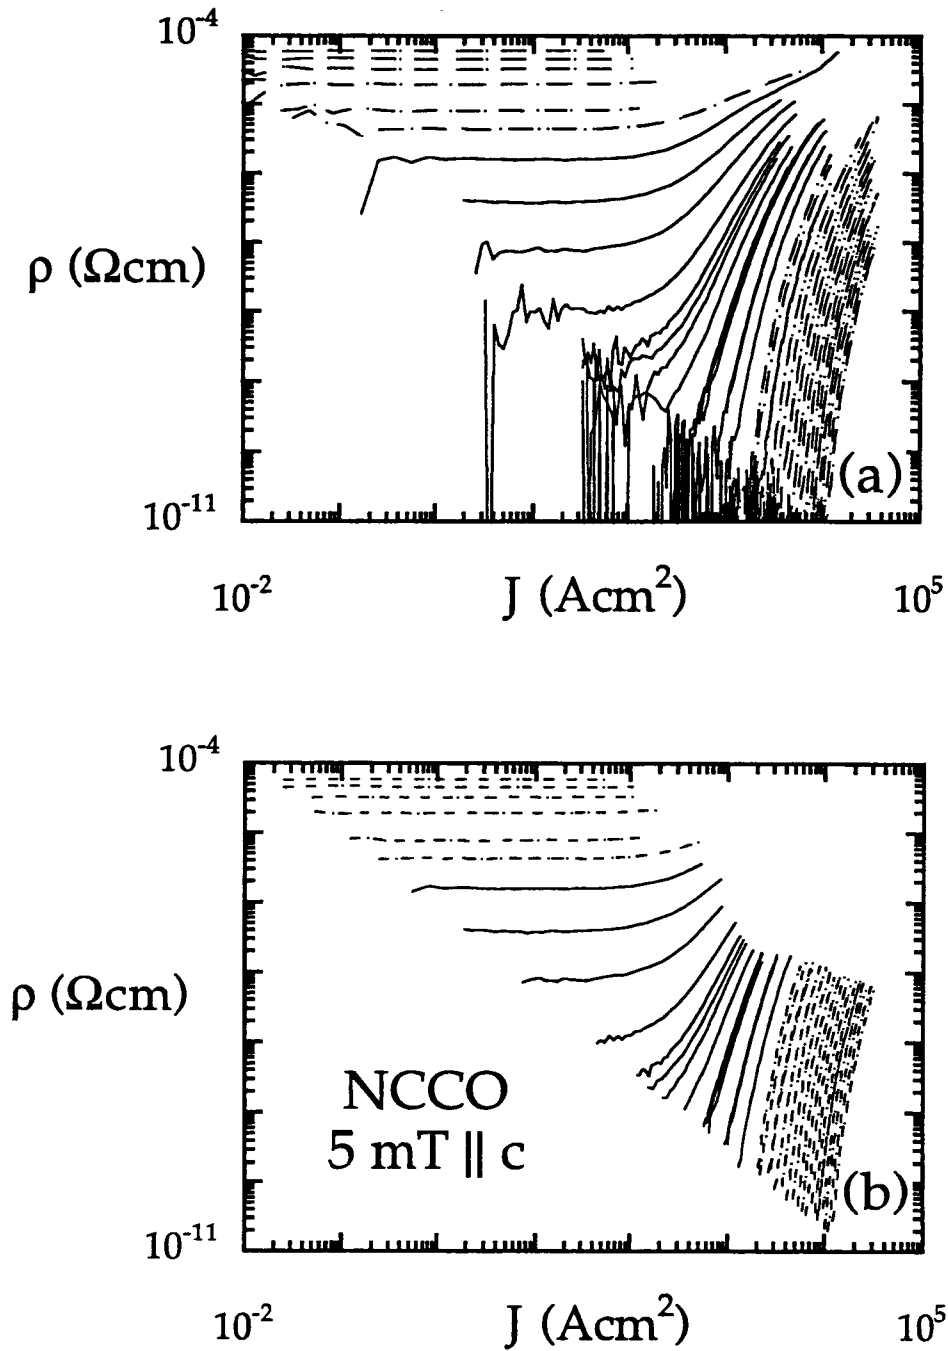 10-4
ρ (Ωcm)
(a)
10-11
10-2
J (Acm2)
105
10-4
ρ (Ωcm)
NCCO
5 mT || c
(b)
10-11
10-2
J (Acm2)
105